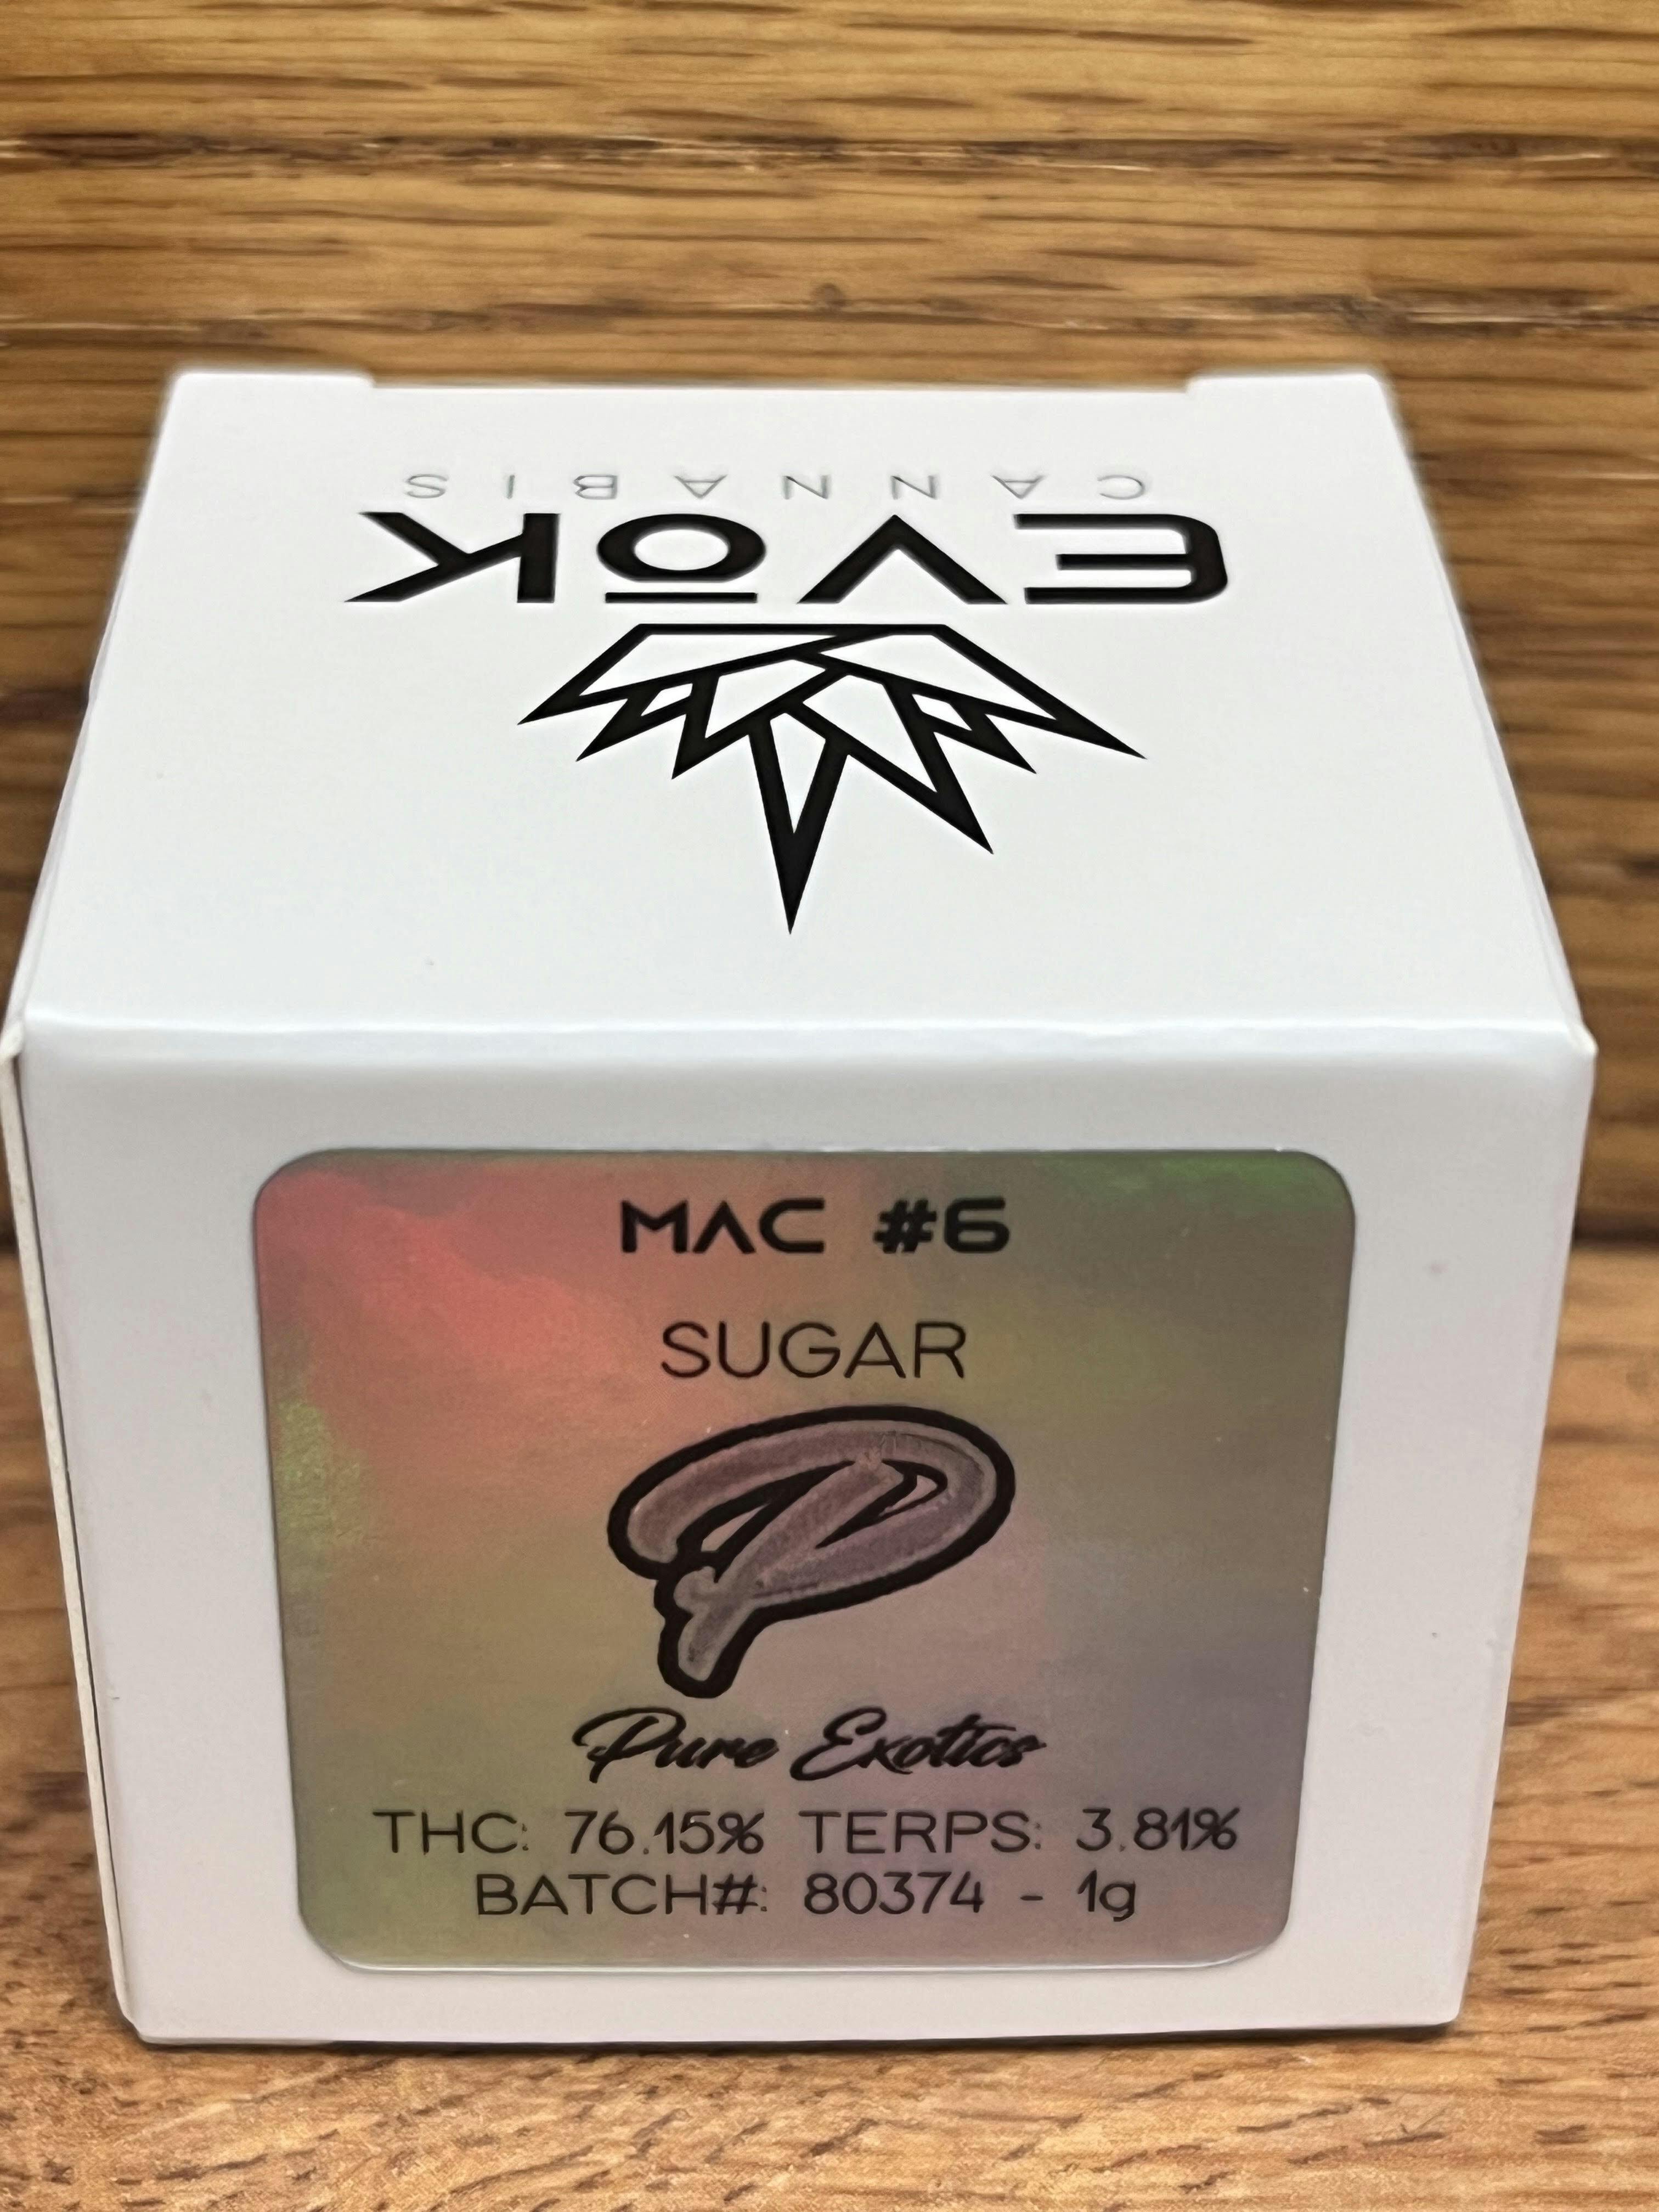 EVŌK
CANNABIS
MAC #6
SUGAR
P
Pure Exotics
THC: 76.15% TERPS: 3.81%
BATCH#: 80374 - 1g